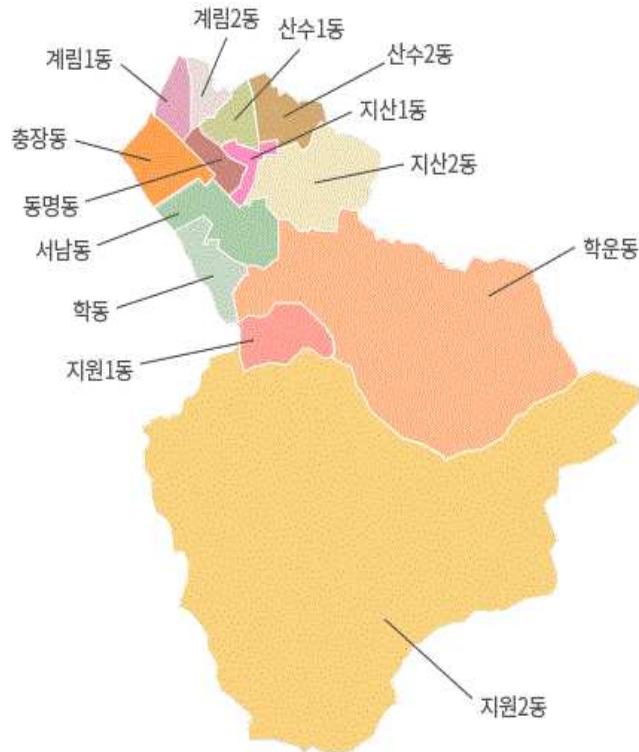 계림2동
산수1동
계림1동
산수2동
지산1동
충장동
지산2동
동명동
서남동
학운동
학동
지원1동
지원2동